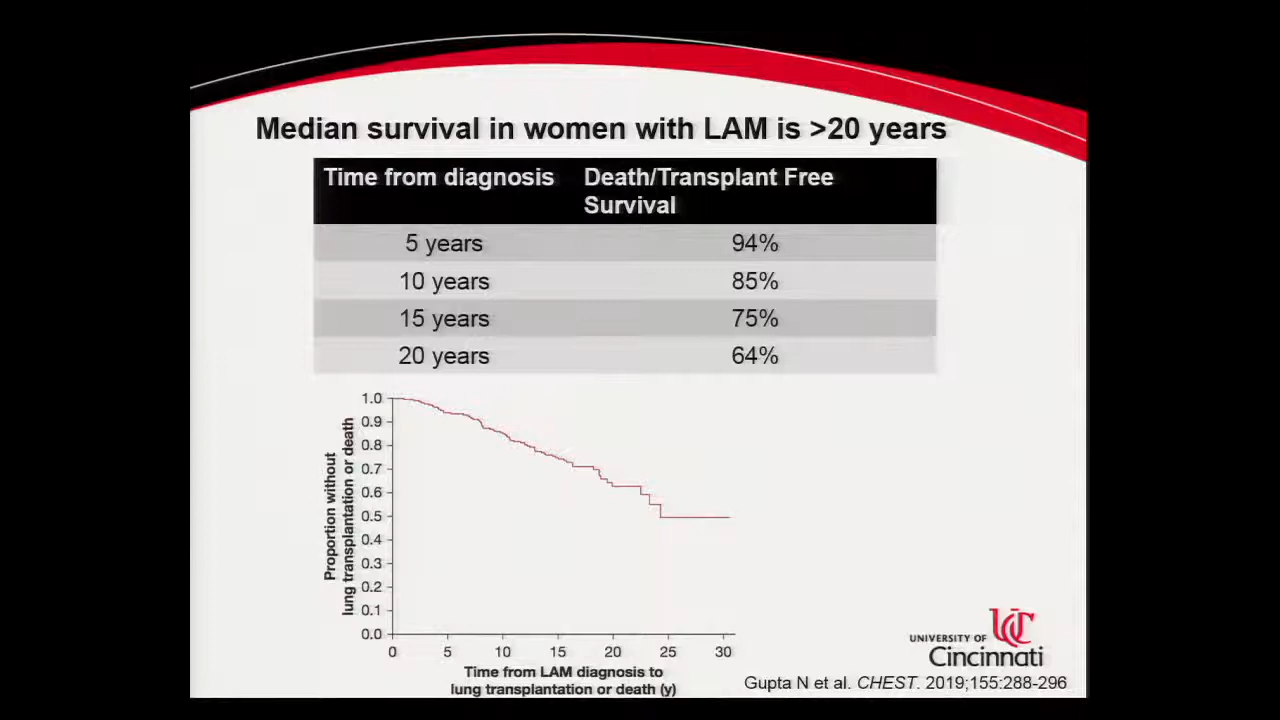 Median survival in women with LAM is >20 years
Time from diagnosis Death/Transplant Free
Survival
5 years 94%
10 years 85%
15 years 75%
20 years 64%
Proportion without
lung transplantation or death
1.0
0.9
0.8
0.7
0.6
0.5
0.4
0.3
0.2
0.1
0.0
0 5 10 15 20 25 30
Time from LAM diagnosis to
lung transplantation or death (y)
UC
UNIVERSITY OF
Cincinnati
Gupta N et al. CHEST. 2019;155:288-296